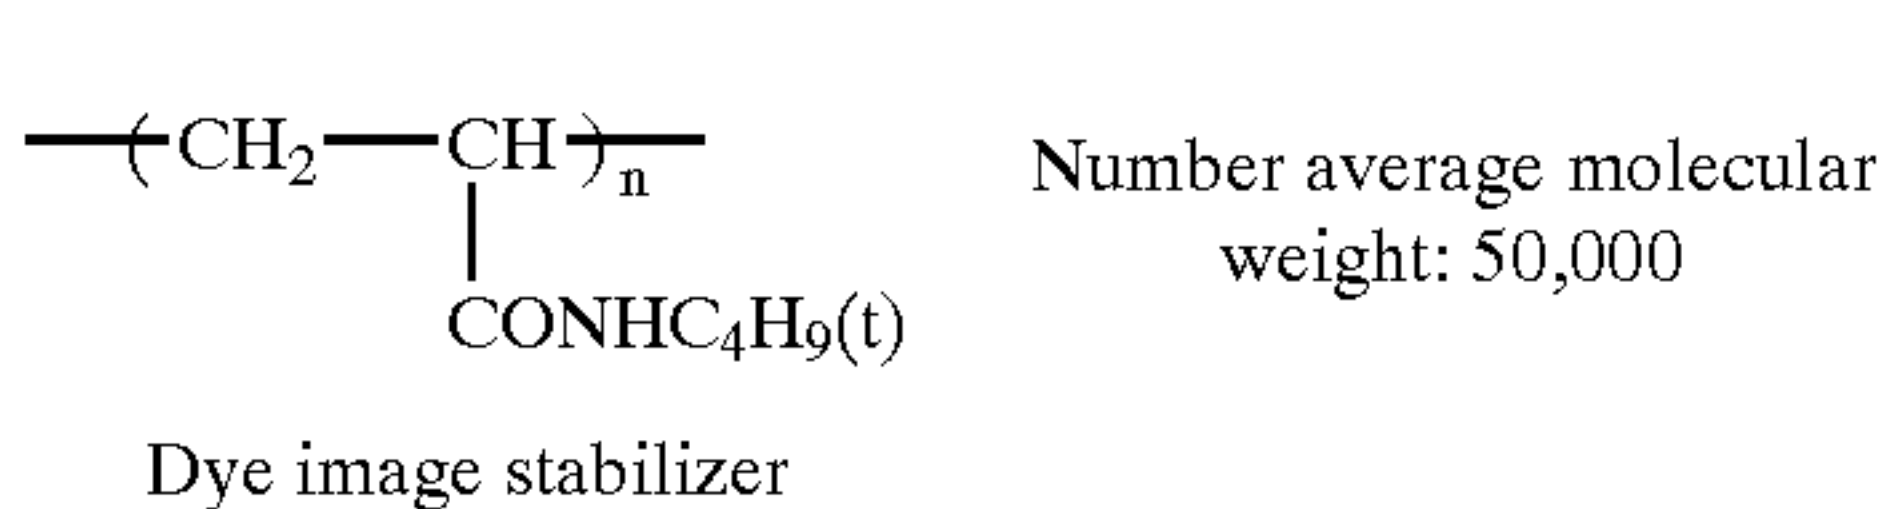 —(CH₂—CH)ₙ—
CONHC₄H₉(t)
Number average molecular
weight: 50,000
Dye image stabilizer